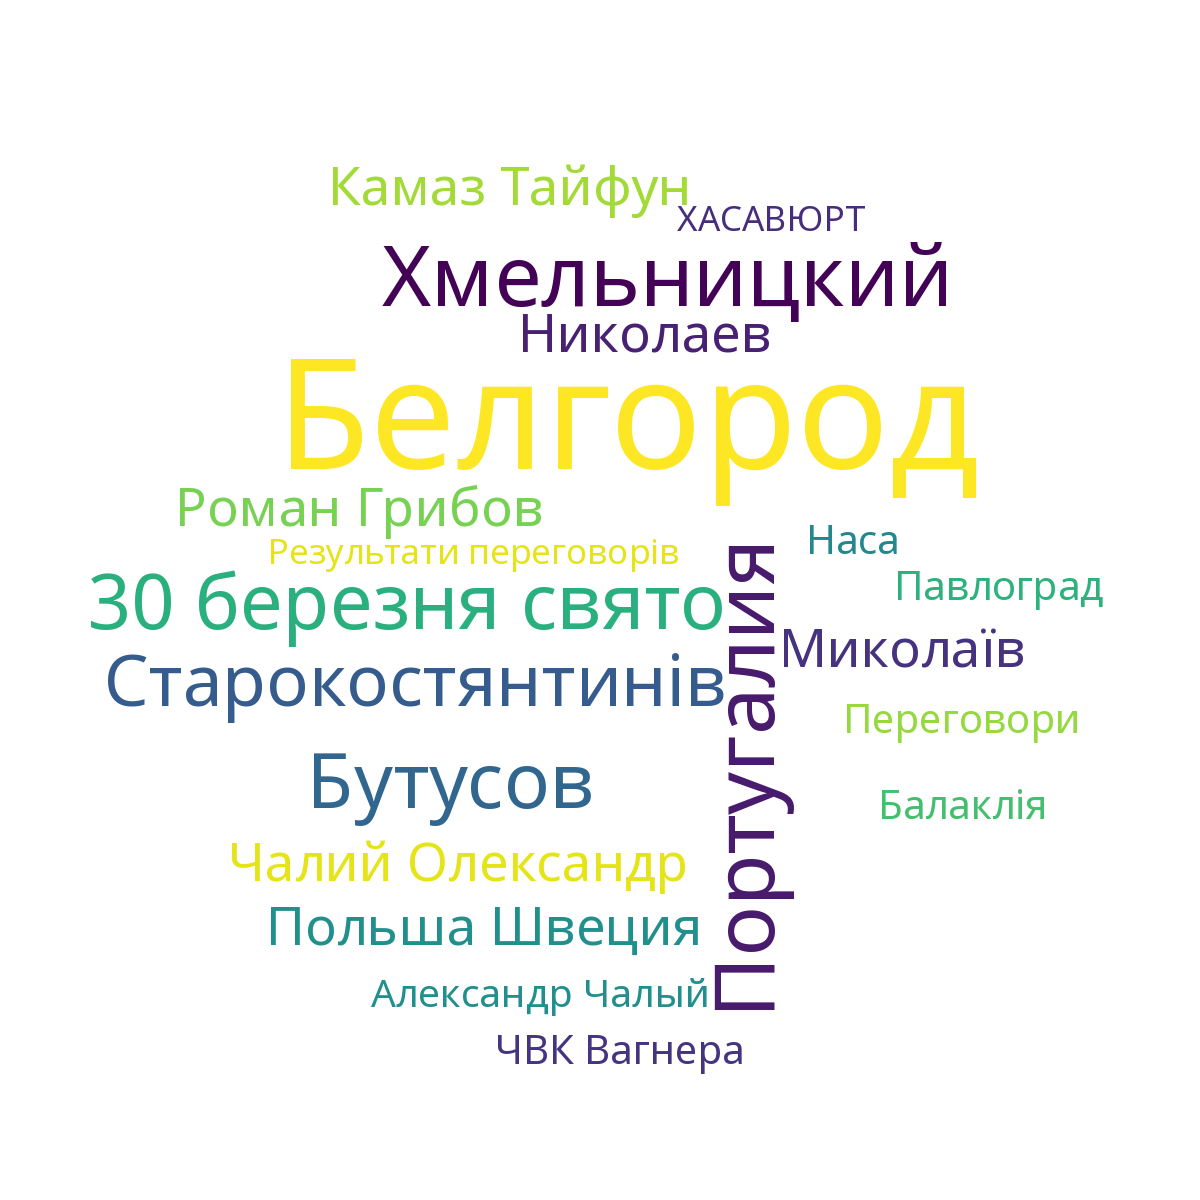 Камаз Тайфун
ХАСАВЮРТ
Хмельницкий
Николаев
Белгород
Роман Грибов
Наса
Результати переговорів
Павлоград
30 березня свято
Миколаїв
Старокостянтинів
Португалия
Переговори
Бутусов
Балаклія
Чалий Олександр
Польша Швеция
Александр Чалый
ЧВК Вагнера